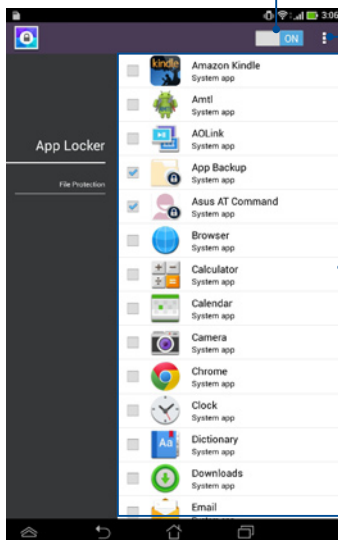 3:06
ON
App Locker
File Protection
kindle
Amazon Kindle
System app
Amtl
System app
AOLink
System app
App Backup
System app
Asus AT Command
System app
Browser
System app
Calculator
System app
Calendar
System app
Camera
System app
Chrome
System app
Clock
System app
Aa
Dictionary
System app
Downloads
System app
Email